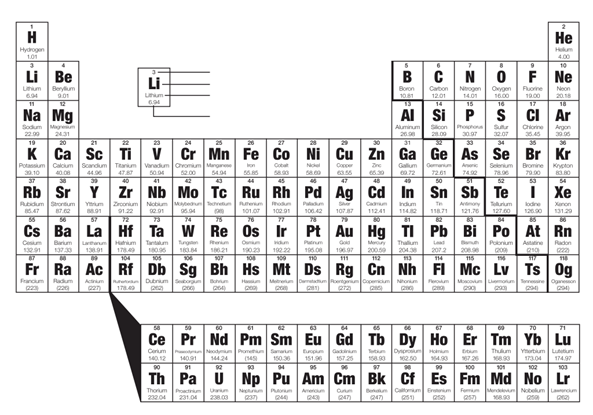 1 2
H He
Hydrogen Helium
1.01 4.00
3 4 3 5 6 7 8 9 10
Li Be Li B C N O F Ne
Lithium Beryllium Lithium Boron Carbon Nitrogen Oxygen Fluorine Neon
6.94 9.01 6.94 10.81 12.01 14.01 16.00 19.00 20.18
11 12 13 14 15 16 17 18
Na Mg Al Si P S Cl Ar
Sodium Magnesium Aluminum Silicon Phosphorus Sulfur Chlorine Argon
22.99 24.31 26.98 28.09 30.97 32.07 35.45 39.95
19 20 21 22 23 24 25 26 27 28 29 30 31 32 33 34 35 36
K Ca Sc Ti V Cr Mn Fe Co Ni Cu Zn Ga Ge As Se Br Kr
Potassium Calcium Scandium Titanium Vanadium Chromium Manganese Iron Cobalt Nickel Copper Zinc Gallium Germanium Arsenic Selenium Bromine Krypton
39.10 40.08 44.96 47.87 50.94 52.00 54.94 55.85 58.93 58.69 63.55 65.39 69.72 72.61 74.92 78.96 79.90 83.80
37 38 39 40 41 42 43 44 45 46 47 48 49 50 51 52 53 54
Rb Sr Y Zr Nb Mo Tc Ru Rh Pd Ag Cd In Sn Sb Te I Xe
Rubidium Strontium Yttrium Zirconium Niobium Molybdenum Technetium Ruthenium Rhodium Palladium Silver Cadmium Indium Tin Antimony Tellurium Iodine Xenon
85.47 87.62 88.91 91.22 92.91 95.94 (98) 101.07 102.91 106.42 107.87 112.41 114.82 118.71 121.76 127.60 126.90 131.29
55 56 57 72 73 74 75 76 77 78 79 80 81 82 83 84 85 86
Cs Ba La Hf Ta W Re Os Ir Pt Au Hg Tl Pb Bi Po At Rn
Cesium Barium Lanthanum Hafnium Tantalum Tungsten Rhenium Osmium Iridium Platinum Gold Mercury Thallium Lead Bismuth Polonium Astatine Radon
132.91 137.33 138.91 178.49 180.95 183.84 186.21 190.23 192.22 195.08 196.97 200.59 204.38 207.2 208.98 (209) (210) (222)
87 88 89 104 105 106 107 108 109 110 111 112 113 114 115 116 117 118
Fr Ra Ac Rf Db Sg Bh Hs Mt Ds Rg Cn Nh Fl Mc Lv Ts Og
Francium Radium Actinium Rutherfordium Dubnium Seaborgium Bohrium Hassium Meitnerium Darmstadtium Roentgenium Copernicium Nihonium Flerovium Moscovium Livermorium Tennessine Oganesson
(223) (226) (227) 178.49 (262) (266) (264) (269) (268) (281) (272) (285) (286) (289) (290) (293) (294) (294)
58 59 60 61 62 63 64 65 66 67 68 69 70 71
Ce Pr Nd Pm Sm Eu Gd Tb Dy Ho Er Tm Yb Lu
Cerium Praseodymium Neodymium Promethium Samarium Europium Gadolinium Terbium Dysprosium Holmium Erbium Thulium Ytterbium Lutetium
140.12 140.91 144.24 (145) 150.36 151.96 157.25 158.93 162.50 164.93 167.26 168.93 173.04 174.97
90 91 92 93 94 95 96 97 98 99 100 101 102 103
Th Pa U Np Pu Am Cm Bk Cf Es Fm Md No Lr
Thorium Protactinium Uranium Neptunium Plutonium Americium Curium Berkelium Californium Einsteinium Fermium Mendelevium Nobelium Lawrencium
232.04 231.04 238.03 (237) (244) (243) (247) (247) (251) (252) (257) 168.93 (259) (262)